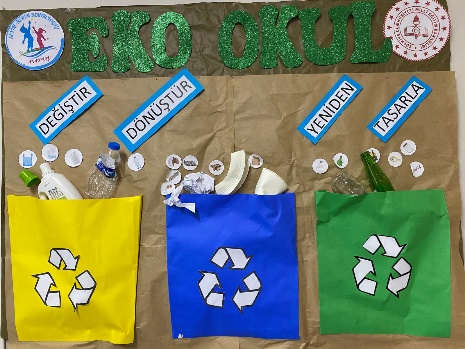 EKO OKUL
DEĞİŞTİR
DÖNÜŞTÜR
YENİDEN
TASARLA